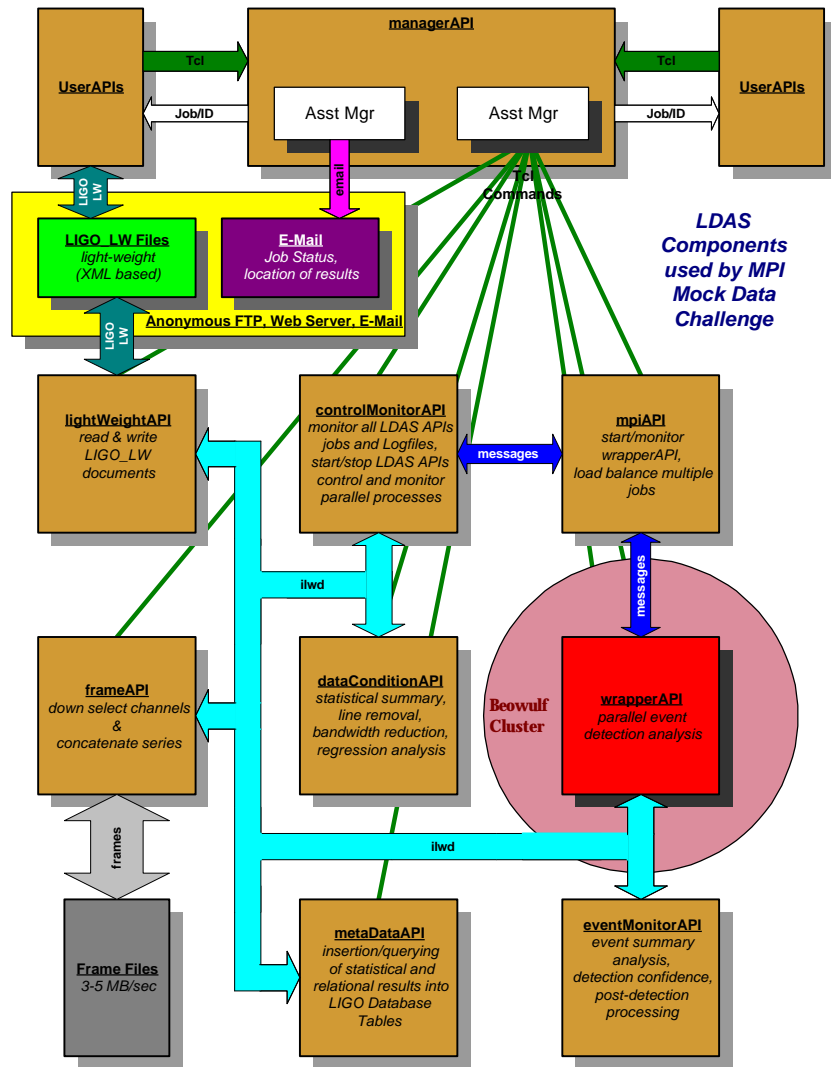 managerAPI
UserAPIs
Tcl
Job/ID
Asst Mgr
Asst Mgr
Tcl
Job/ID
UserAPIs
email
Tcl
Commands
LIGO
LW
LIGO_LW Files
light-weight
(XML based)
E-Mail
Job Status,
location of results
Anonymous FTP, Web Server, E-Mail
LDAS
Components
used by MPI
Mock Data
Challenge
LIGO
LW
lightWeightAPI
read & write
LIGO_LW
documents
controlMonitorAPI
monitor all LDAS APIs
jobs and Logfiles,
start/stop LDAS APIs
control and monitor
parallel processes
messages
mpiAPI
start/monitor
wrapperAPI,
load balance multiple
jobs
messages
ilwd
frameAPI
down select channels
&
concatenate series
dataConditionAPI
statistical summary,
line removal,
bandwidth reduction,
regression analysis
Beowulf
Cluster
wrapperAPI
parallel event
detection analysis
frames
ilwd
Frame Files
3-5 MB/sec
metaDataAPI
insertion/querying
of statistical and
relational results into
LIGO Database
Tables
eventMonitorAPI
event summary
analysis,
detection confidence,
post-detection
processing